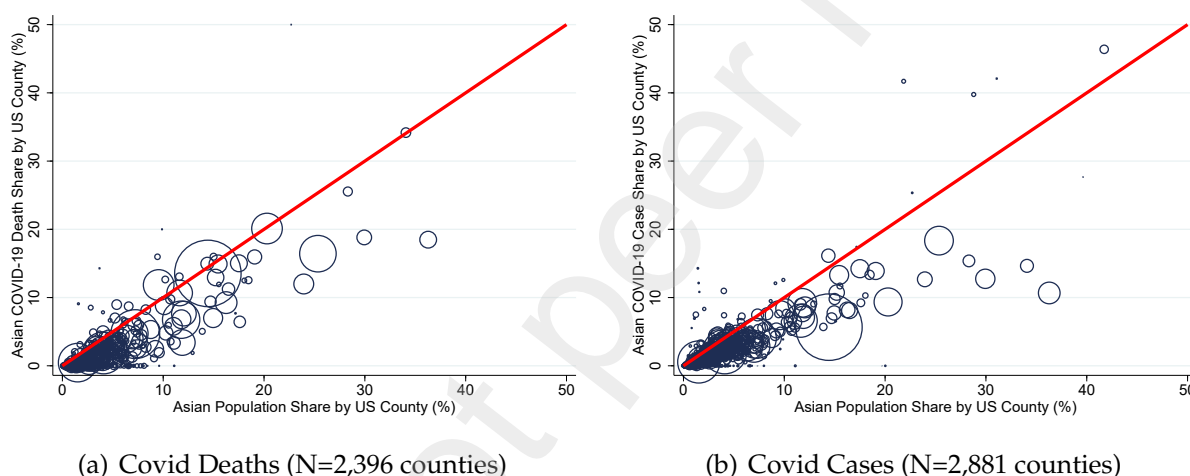 Asian COVID-19 Death Share by US County (%)
50
40
30
20
10
0
0 10 20 30 40 50
Asian Population Share by US County (%)
(a) Covid Deaths (N=2,396 counties)
Asian COVID-19 Case Share by US County (%)
50
40
30
20
10
0
0 10 20 30 40 50
Asian Population Share by US County (%)
(b) Covid Cases (N=2,881 counties)
ot peer r